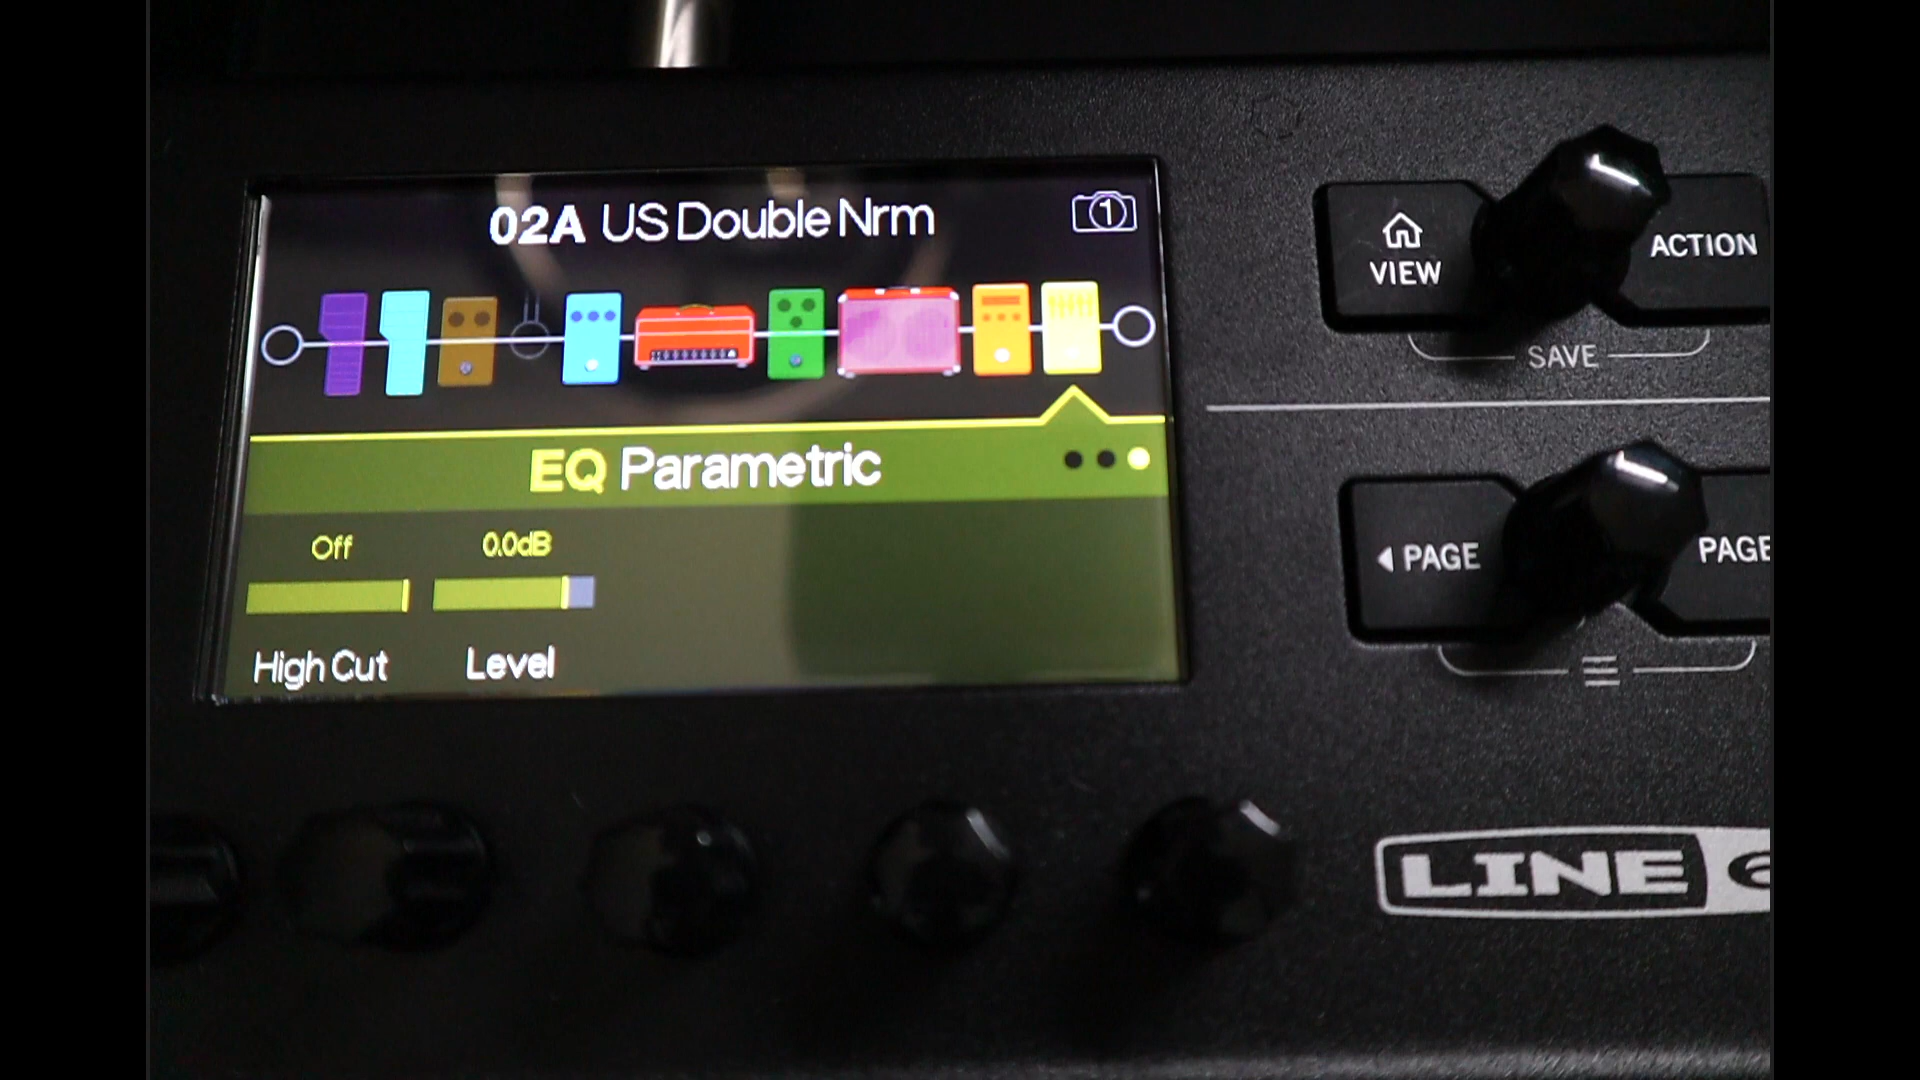 02A US Double Nrm
1
EQ Parametric
Off
0.0dB
High Cut
Level
VIEW
ACTION
SAVE
PAGE
PAGE
LINE